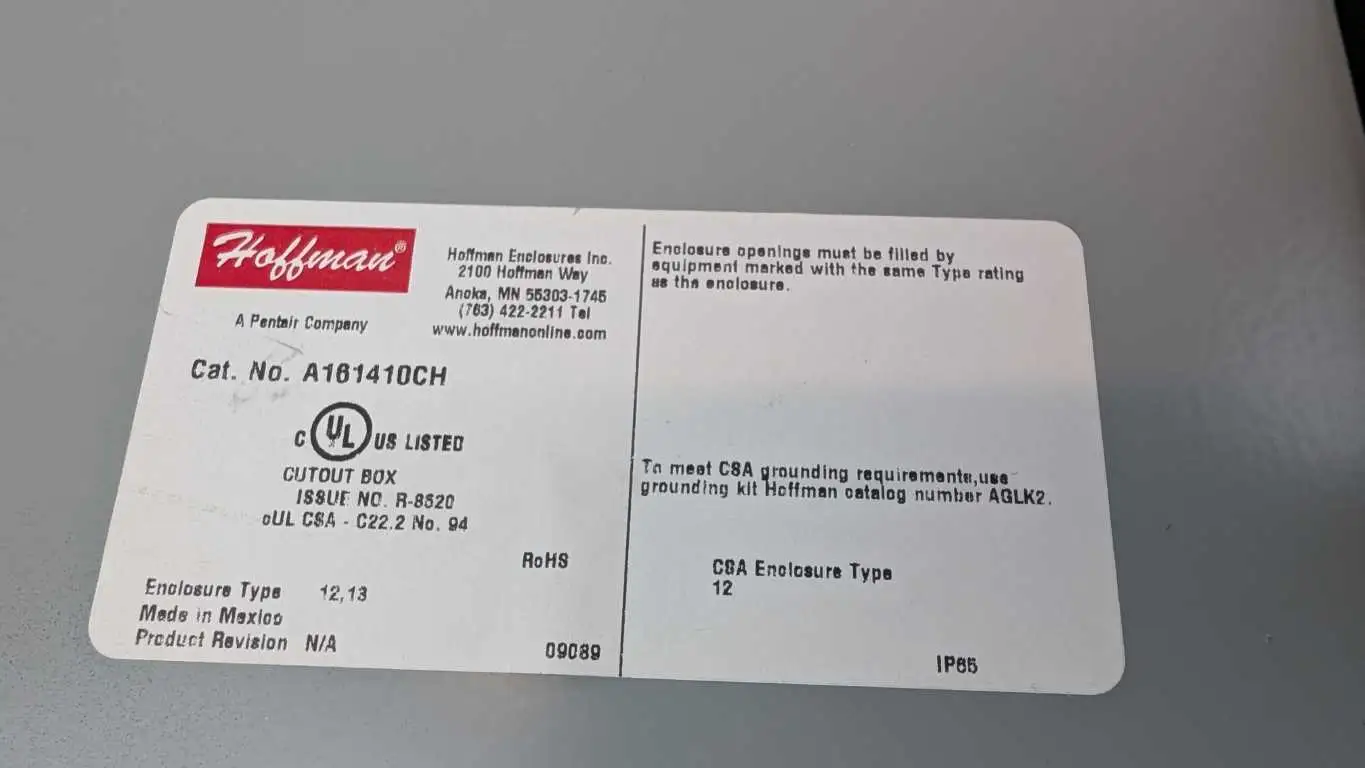 Hoffman®
A Pentair Company
Hoffman Enclosures Inc.
2100 Hoffman Way
Anoka, MN 55303-1745
(763) 422-2211 Tel
www.hoffmanonline.com
Cat. No. A161410CH
C UL US LISTED
CUTOUT BOX
ISSUE NO. R-8520
cUL CSA - C22.2 No. 94
RoHS
Enclosure Type 12,13
Made in Mexico
Product Revision N/A
09089
Enclosure openings must be filled by
equipment marked with the same Type rating
as the enclosure.
To meet CSA grounding requirements,use
grounding kit Hoffman catalog number AGLK2.
CSA Enclosure Type
12
IP65